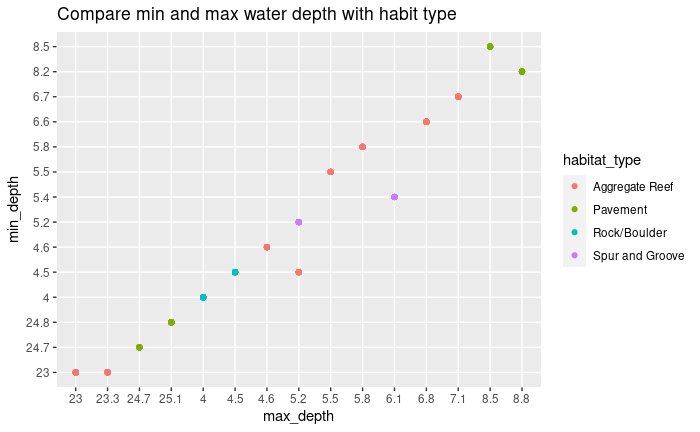 Compare min and max water depth with habit type
8.5
8.2
6.7
6.6
5.8
5.5
5.4
5.2
4.6
4.5
4
24.8
24.7
23
min_depth
23 23.3 24.7 25.1 4 4.5 4.6 5.2 5.5 5.8 6.1 6.8 7.1 8.5 8.8
max_depth
habitat_type
Aggregate Reef
Pavement
Rock/Boulder
Spur and Groove